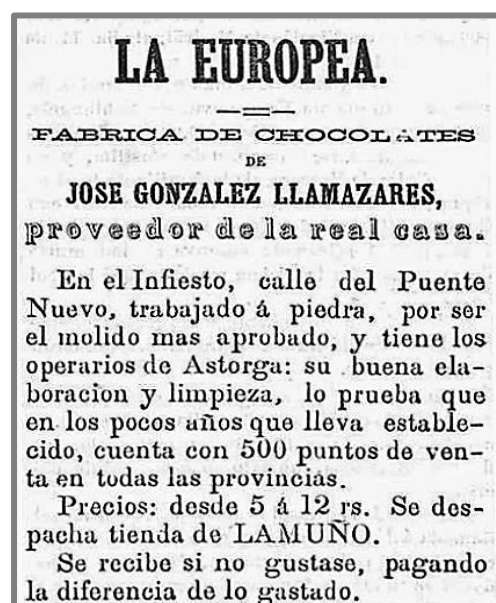 LA EUROPEA.
FABRICA DE CHOCOLATES
DE
JOSE GONZALEZ LLAMAZARES,
proveedor de la real casa.
En el Infiesto, calle del Puente
Nuevo, trabajado á piedra, por ser
el molido mas aprobado, y tiene los
operarios de Astorga: su buena ela-
boracion y limpieza, lo prueba que
en los pocos años que lleva estable-
cido, cuenta con 500 puntos de ven-
ta en todas las provincias.
Precios: desde 5 á 12 rs. Se des-
pacha tienda de LAMUÑO.
Se recibe si no gustase, pagando
la diferencia de lo gastado.